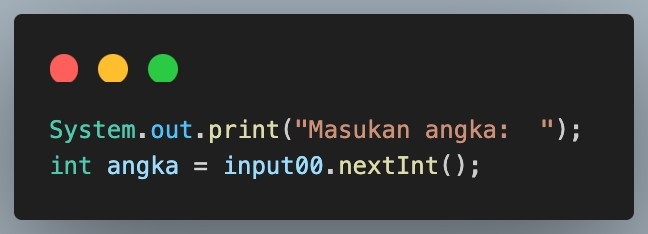 System.out.print("Masukan angka:  ");
int angka = input00.nextInt();